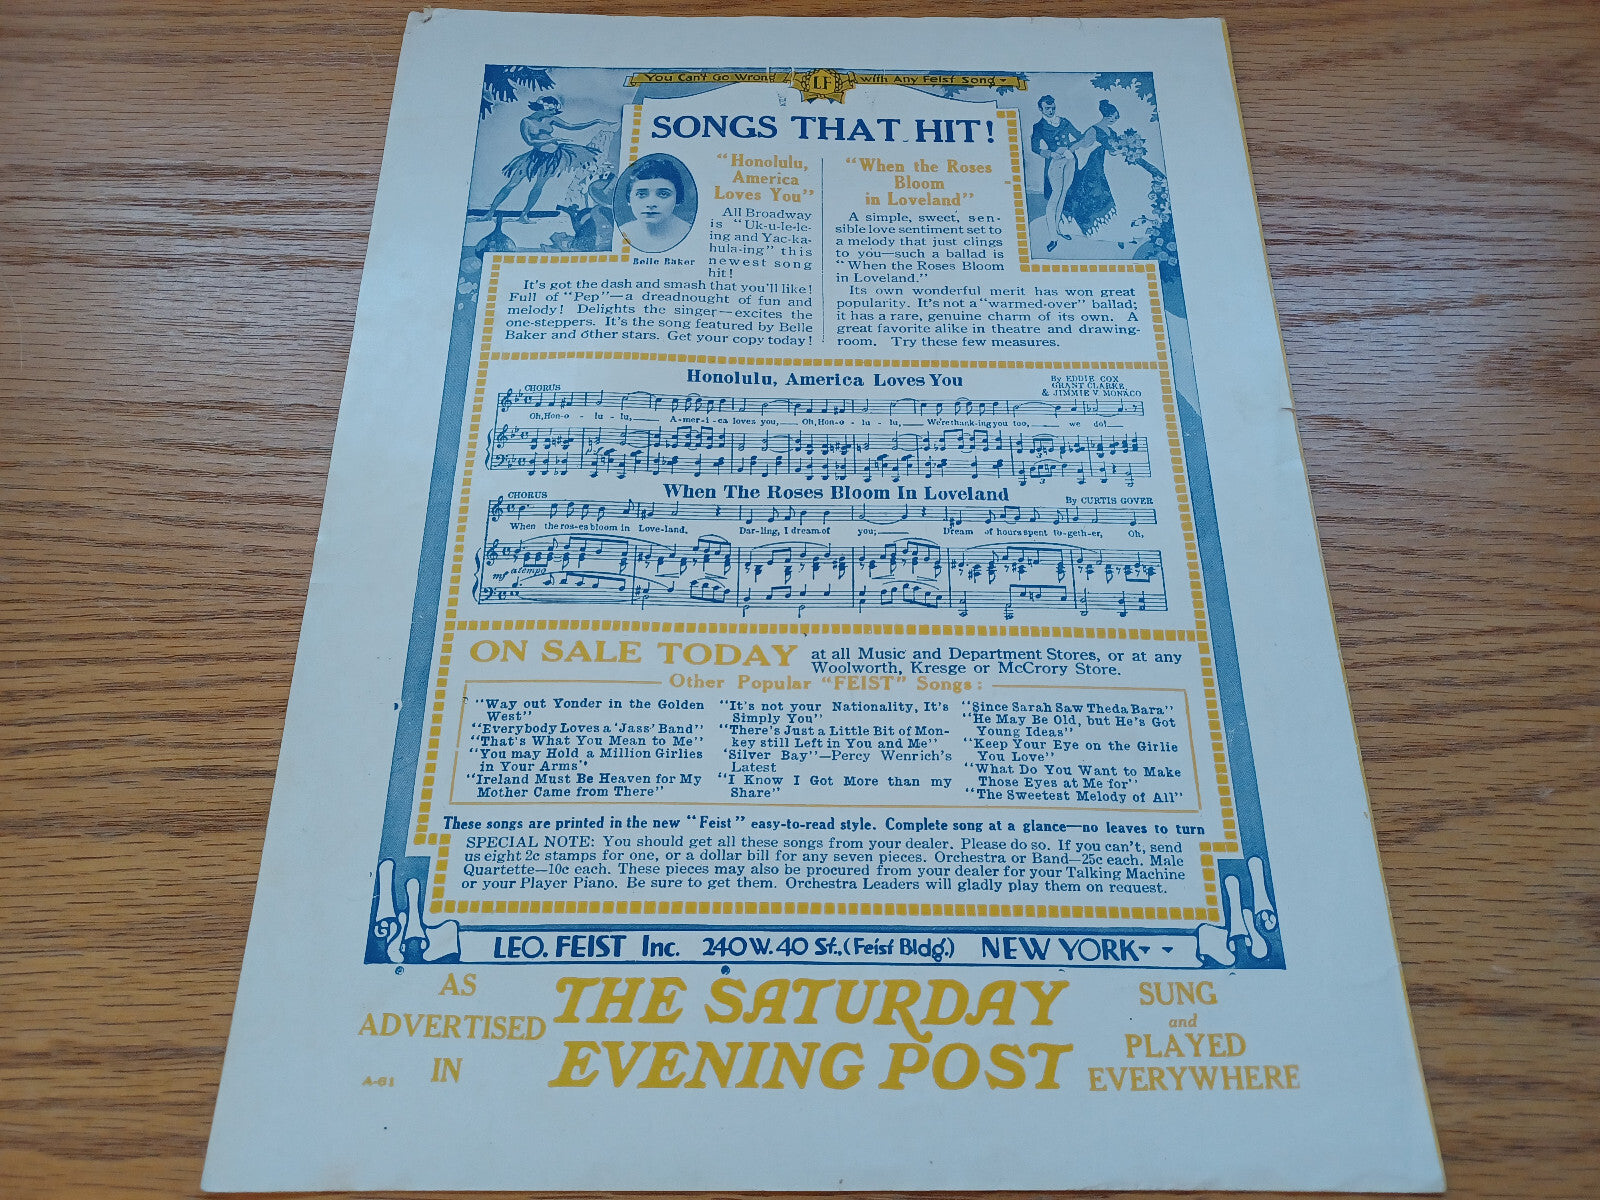 You Can't Go Wrong LF with Any Feist Song
SONGS THAT HIT!
"Honolulu,
America
Loves You"
All Broadway
is "Uk-u-le-le-
ing and Yac-ka-
hula-ing" this
newest song
hit!
Belle Baker
It's got the dash and smash that you'll like!
Full of "Pep"—a dreadnought of fun and
melody! Delights the singer—excites the
one-steppers. It's the song featured by Belle
Baker and other stars. Get your copy today!
"When the Roses
Bloom
in Loveland"
A simple, sweet, sen-
sible love sentiment set to
a melody that just clings
to you—such a ballad is
"When the Roses Bloom
in Loveland."
Its own wonderful merit has won great
popularity. It's not a "warmed-over" ballad;
it has a rare, genuine charm of its own. A
great favorite alike in theatre and drawing-
room. Try these few measures.
Honolulu, America Loves You
By EDDIE COX
GRANT CLARKE
& JIMMIE V. MONACO
CHORUS
Oh, Hon-o - lu - lu, A-mer-i-ca loves you, Oh, Hon-o - lu - lu, We're thank-ing you too, we do!
When The Roses Bloom In Loveland
CHORUS
By CURTIS GOVER
When the ros-es bloom in Love-land, Dar-ling, I dream of you; Dream of hours spent to-geth-er, Oh,
mf a tempo
ON SALE TODAY at all Music and Department Stores, or at any
Woolworth, Kresge or McCrory Store.
Other Popular "FEIST" Songs:
"Way out Yonder in the Golden
West"
"Everybody Loves a 'Jass' Band"
"That's What You Mean to Me"
"You may Hold a Million Girlies
in Your Arms"
"Ireland Must Be Heaven for My
Mother Came from There"
"It's not your Nationality, It's
Simply You"
"There's Just a Little Bit of Mon-
key still Left in You and Me"
'Silver Bay"—Percy Wenrich's
Latest
"I Know I Got More than my
Share"
"Since Sarah Saw Theda Bara"
"He May Be Old, but He's Got
Young Ideas"
"Keep Your Eye on the Girlie
You Love"
"What Do You Want to Make
Those Eyes at Me for"
"The Sweetest Melody of All"
These songs are printed in the new "Feist" easy-to-read style. Complete song at a glance—no leaves to turn
SPECIAL NOTE: You should get all these songs from your dealer. Please do so. If you can't, send
us eight 2c stamps for one, or a dollar bill for any seven pieces. Orchestra or Band—25c each. Male
Quartette—10c each. These pieces may also be procured from your dealer for your Talking Machine
or your Player Piano. Be sure to get them. Orchestra Leaders will gladly play them on request.
LEO. FEIST Inc. 240 W. 40 St., (Feist Bldg.) NEW YORK
AS
ADVERTISED
IN
THE SATURDAY
EVENING POST
SUNG
and
PLAYED
EVERYWHERE
A-61